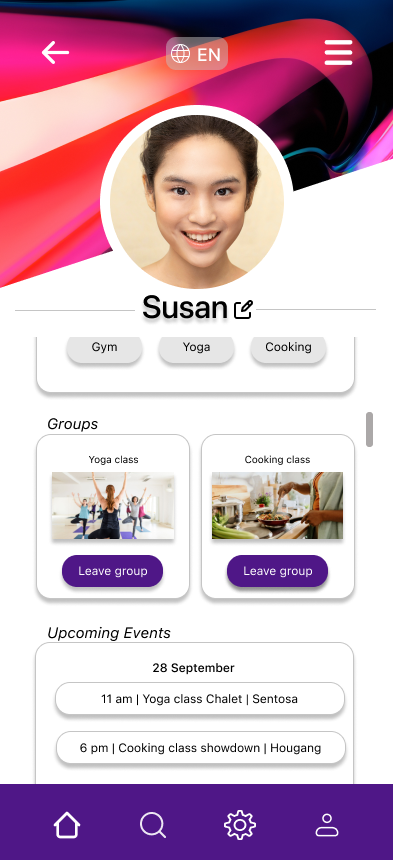 EN
Susan
Gym Yoga Cooking
Groups
Yoga class Cooking class
Leave group Leave group
Upcoming Events
28 September
11 am | Yoga class Chalet | Sentosa
6 pm | Cooking class showdown | Hougang